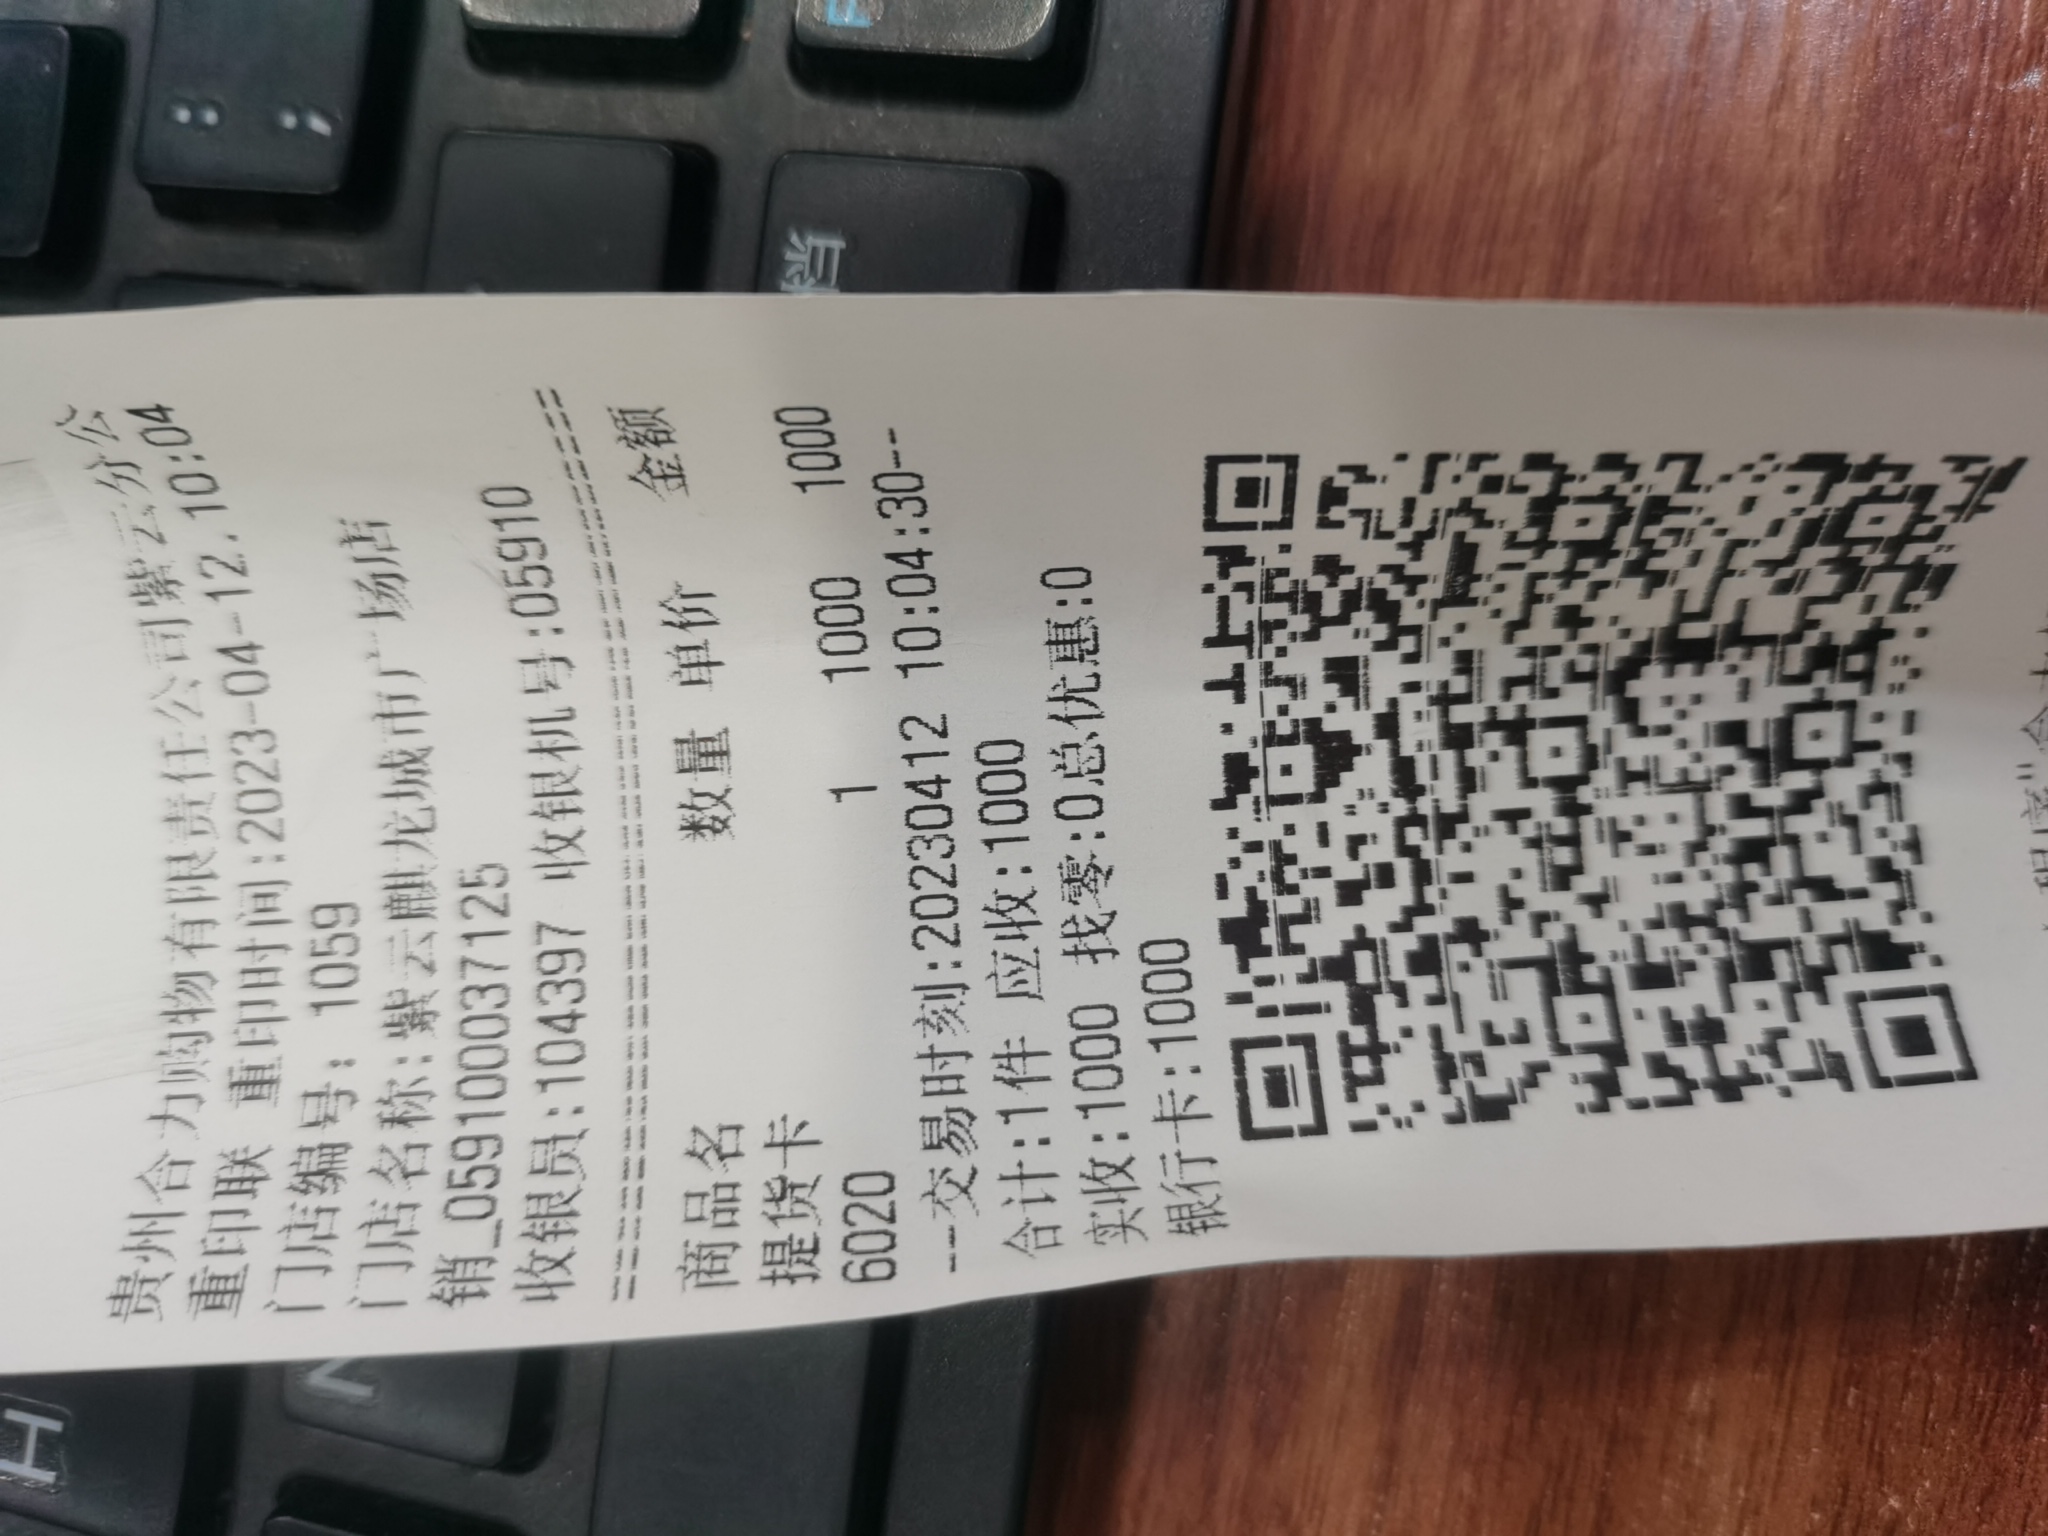 贵州合力购物有限责任公司紫云分公
重印联 重印时间:2023-04-12.10:04
门店编号: 1059
门店名称:紫云麒龙城市广场店
销_059100037125
收银员:104397 收银机号:05910
商品名 数量 单价 金额
提货卡
6020 1 1000 1000
---交易时刻:20230412 10:04:30--
合计:1件 应收:1000
实收:1000 找零:0总优惠:0
银行卡:1000
H
N